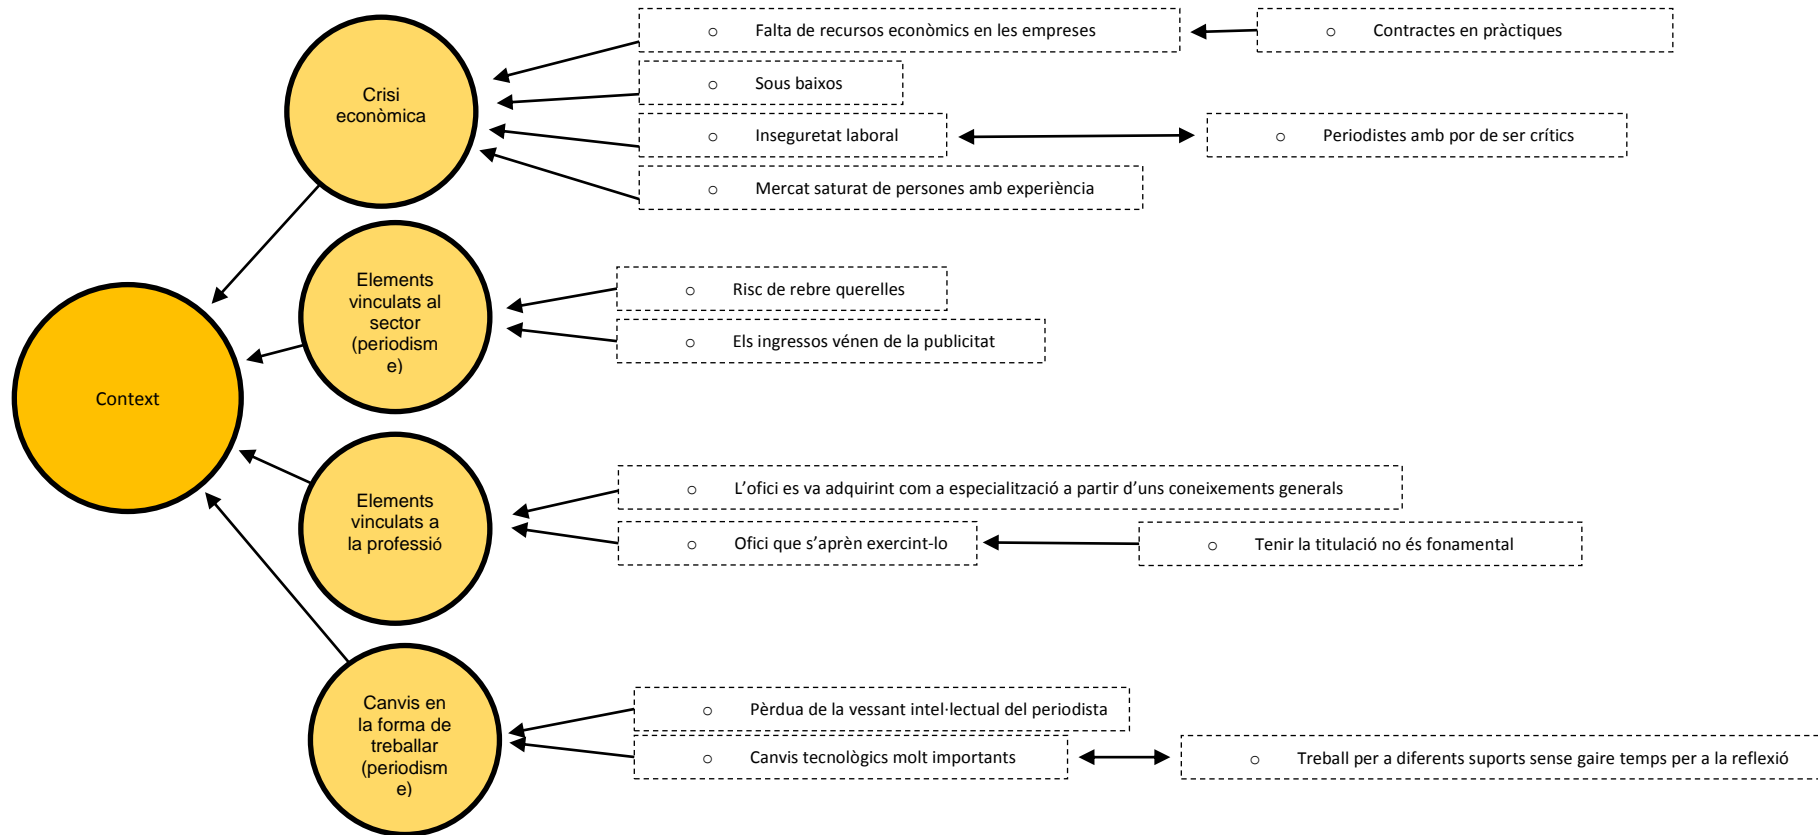 Context
Crisi
econòmica
o Falta de recursos econòmics en les empreses
o Contractes en pràctiques
o Sous baixos
o Inseguretat laboral
o Periodistes amb por de ser crítics
o Mercat saturat de persones amb experiència
Elements
vinculats al
sector
(periodism
e)
o Risc de rebre querelles
o Els ingressos vénen de la publicitat
Elements
vinculats a
la professió
o L’ofici es va adquirint com a especialització a partir d’uns coneixements generals
o Ofici que s’aprèn exercint-lo
o Tenir la titulació no és fonamental
Canvis en
la forma de
treballar
(periodism
e)
o Pèrdua de la vessant intel·lectual del periodista
o Canvis tecnològics molt importants
o Treball per a diferents suports sense gaire temps per a la reflexió